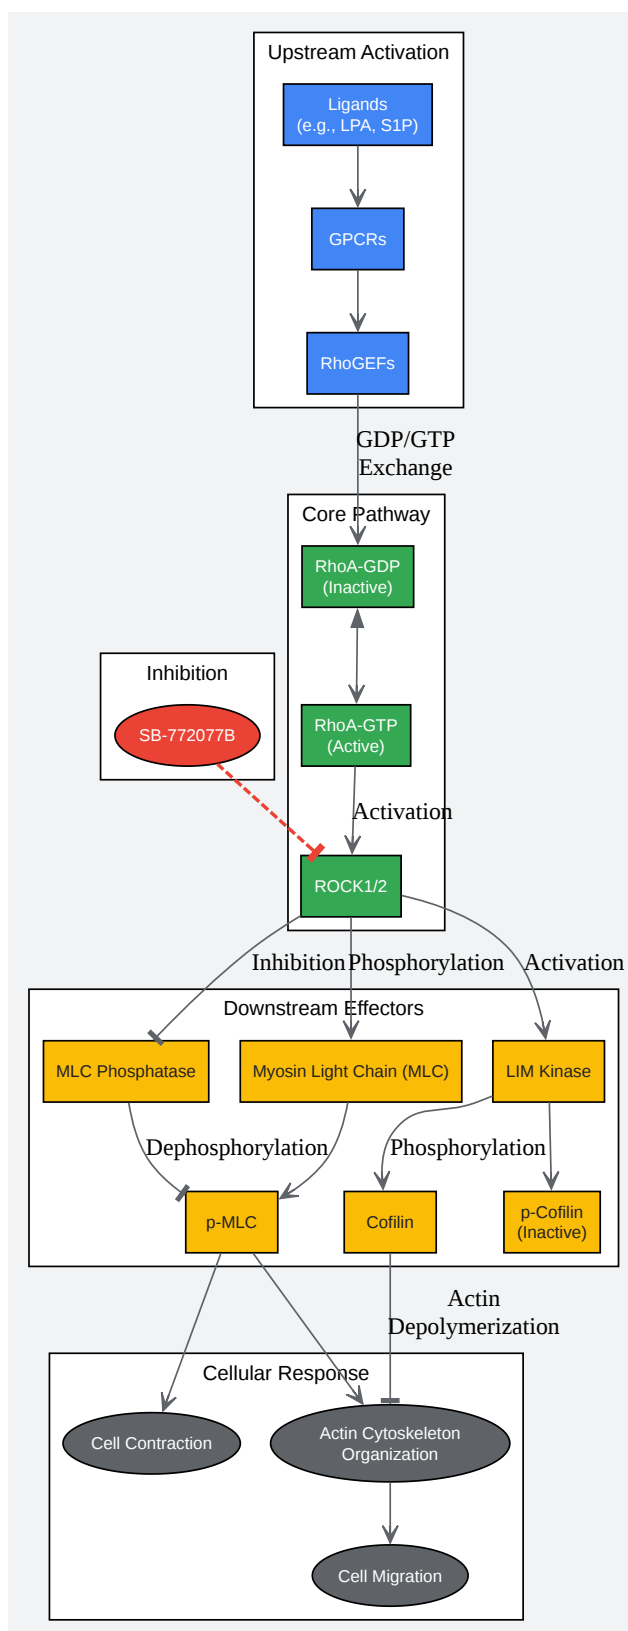 Upstream Activation
Ligands
(e.g., LPA, S1P)
GPCRs
RhoGEFs
GDP/GTP
Exchange
Core Pathway
RhoA-GDP
(Inactive)
Inhibition
SB-772077B
RhoA-GTP
(Active)
Activation
ROCK1/2
Inhibition
Phosphorylation
Activation
Downstream Effectors
MLC Phosphatase
Myosin Light Chain (MLC)
LIM Kinase
Dephosphorylation
Phosphorylation
p-MLC
Cofilin
p-Cofilin
(Inactive)
Actin
Depolymerization
Cellular Response
Cell Contraction
Actin Cytoskeleton
Organization
Cell Migration